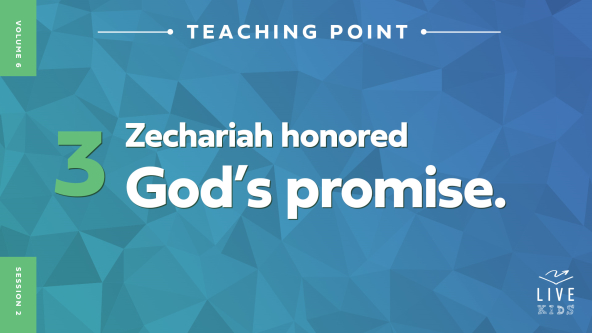 VOLUME 6
TEACHING POINT
3
Zechariah honored
God's promise.
SESSION 2
LIVE
KIDS